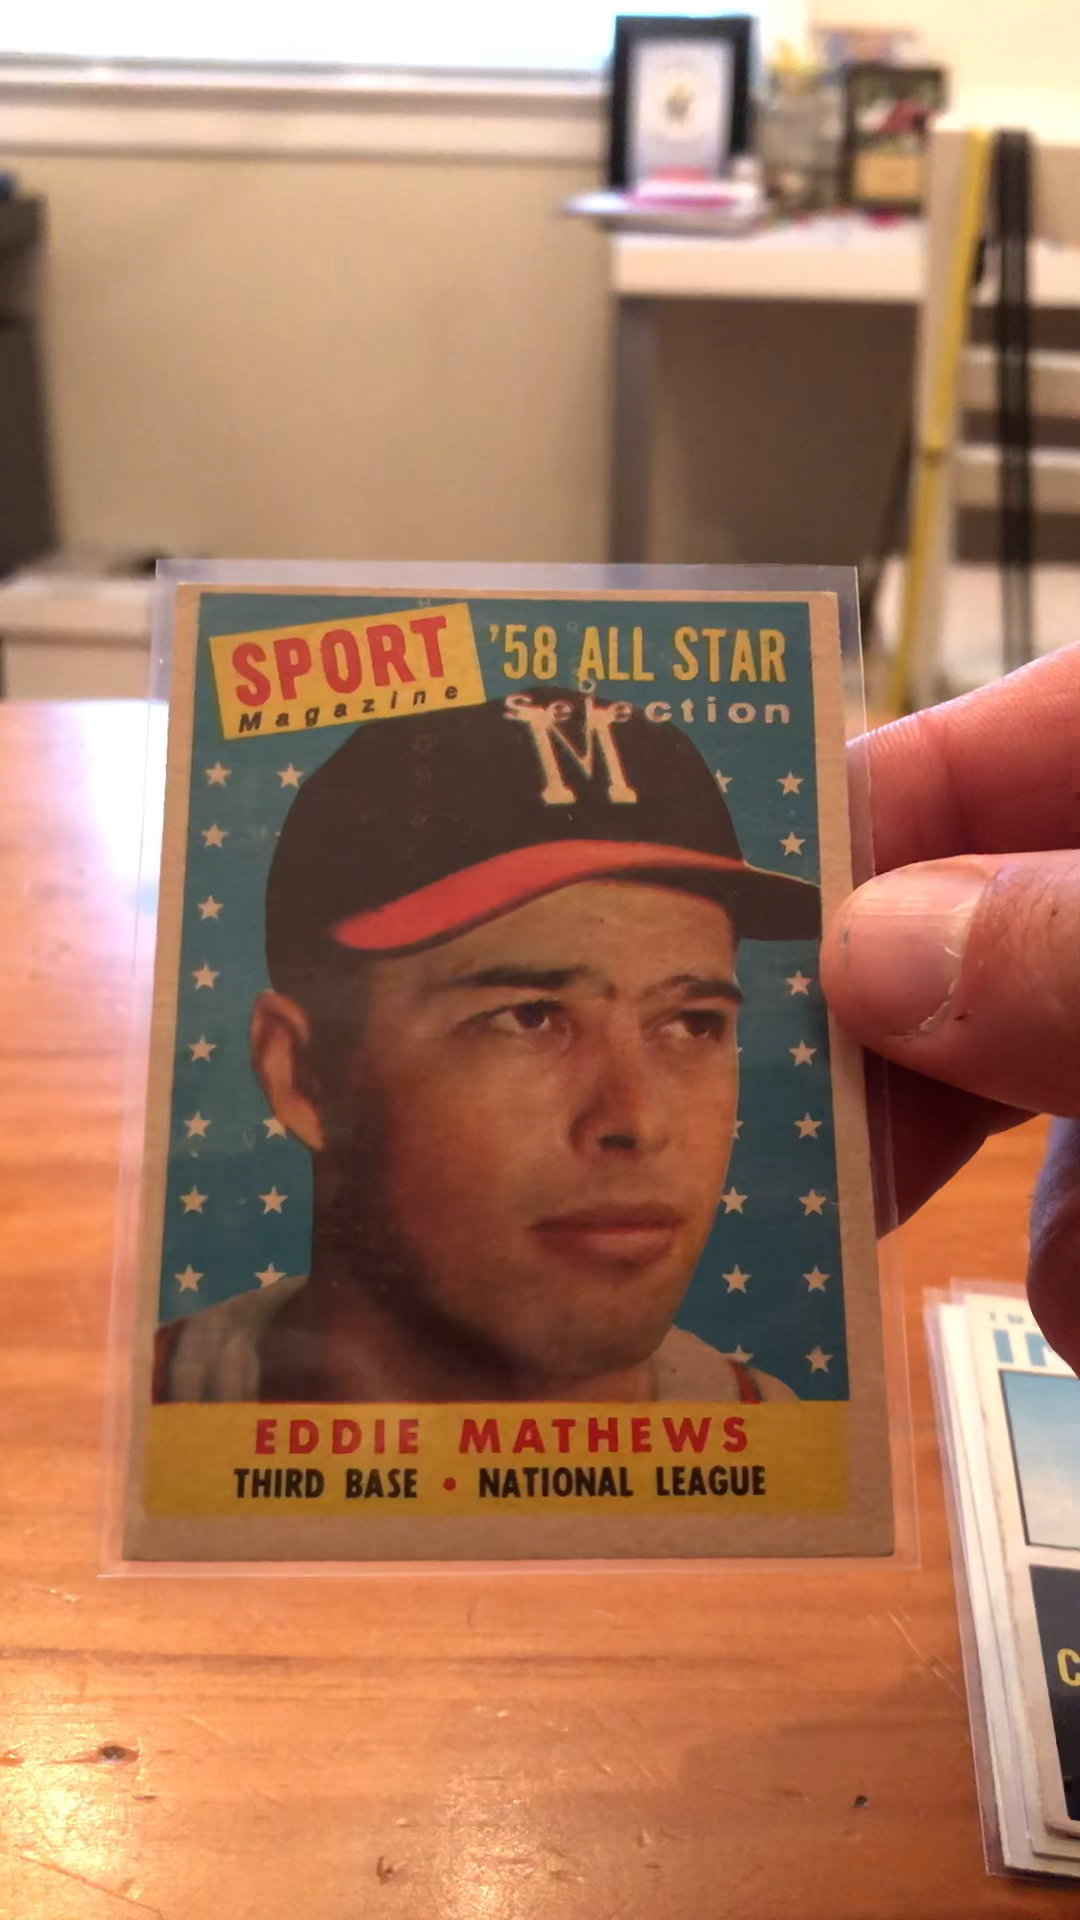 SPORT
Magazine
'58 ALL STAR
Selection
M
EDDIE MATHEWS
THIRD BASE • NATIONAL LEAGUE